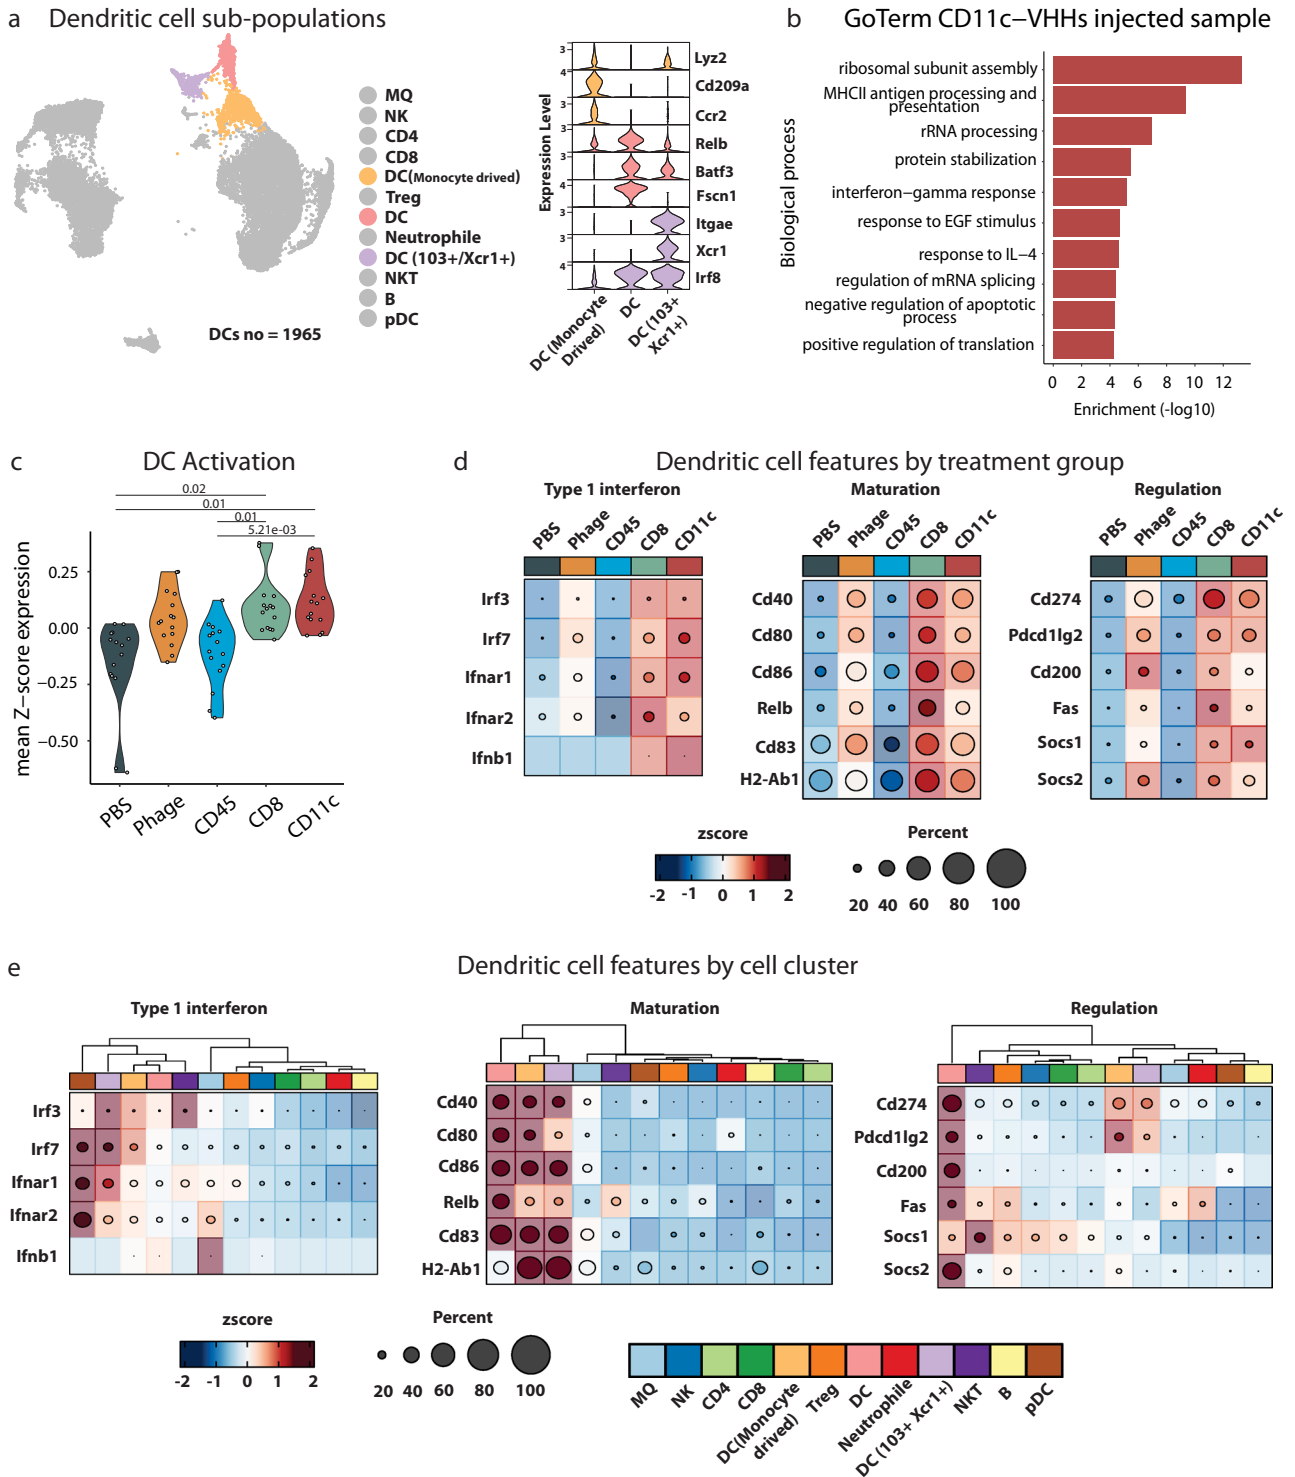 a Dendritic cell sub-populations
MQ
NK
CD4
CD8
DC(Monocyte drived)
Treg
DC
Neutrophile
DC (103+/Xcr1+)
NKT
B
pDC
DCs no = 1965
Expression Level
3 Lyz2
4 Cd209a
3 Ccr2
3 Relb
3 Batf3
4 Fscn1
3 Itgae
3 Xcr1
4 Irf8
DC (Monocyte
Drived)
DC
DC (103+
Xcr1+)
b GoTerm CD11c−VHHs injected sample
Biological process
ribosomal subunit assembly
MHCII antigen processing and
presentation
rRNA processing
protein stabilization
interferon−gamma response
response to EGF stimulus
response to IL−4
regulation of mRNA splicing
negative regulation of apoptotic
process
positive regulation of translation
0 2 4 6 8 10 12
Enrichment (-log10)
c DC Activation
mean Z−score expression
0.02
0.01
0.01
5.21e−03
0.25
0.00
−0.25
−0.50
PBS Phage CD45 CD8 CD11c
d Dendritic cell features by treatment group
Type 1 interferon
PBS Phage CD45 CD8 CD11c
Irf3
Irf7
Ifnar1
Ifnar2
Ifnb1
Maturation
PBS Phage CD45 CD8 CD11c
Cd40
Cd80
Cd86
Relb
Cd83
H2-Ab1
Regulation
PBS Phage CD45 CD8 CD11c
Cd274
Pdcd1lg2
Cd200
Fas
Socs1
Socs2
zscore
-2 -1 0 1 2
Percent
20 40 60 80 100
e Dendritic cell features by cell cluster
Type 1 interferon
Irf3
Irf7
Ifnar1
Ifnar2
Ifnb1
Maturation
Cd40
Cd80
Cd86
Relb
Cd83
H2-Ab1
Regulation
Cd274
Pdcd1lg2
Cd200
Fas
Socs1
Socs2
zscore
-2 -1 0 1 2
Percent
20 40 60 80 100
MQ
NK
CD4
CD8
DC(Monocyte
drived)
Treg
DC
Neutrophile
DC (103+ Xcr1+)
NKT
B
pDC